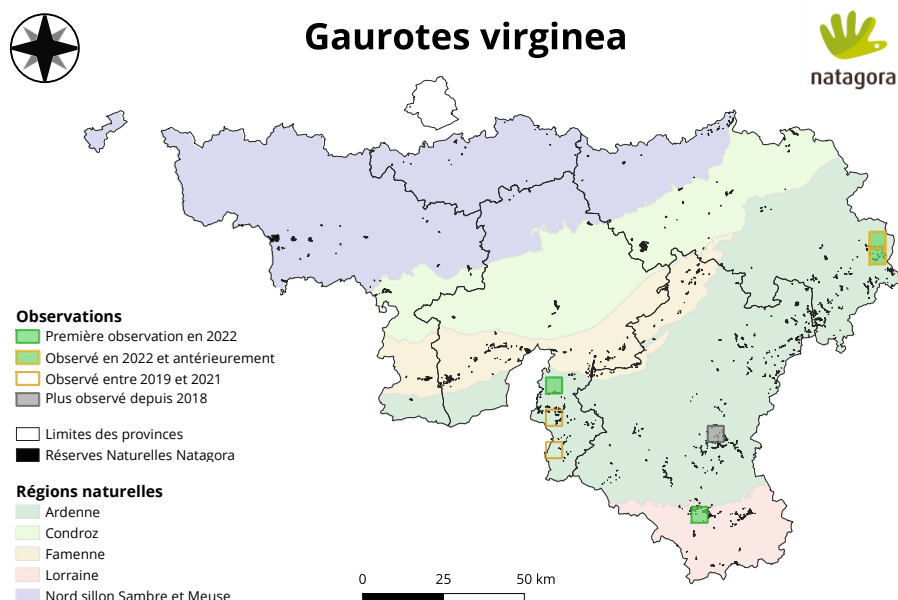 Gaurotes virginea
natagora
Observations
Première observation en 2022
Observé en 2022 et antérieurement
Observé entre 2019 et 2021
Plus observé depuis 2018
Limites des provinces
Réserves Naturelles Natagora
Régions naturelles
Ardenne
Condroz
Famenne
Lorraine
Nord sillon Sambre et Meuse
0 25 50 km